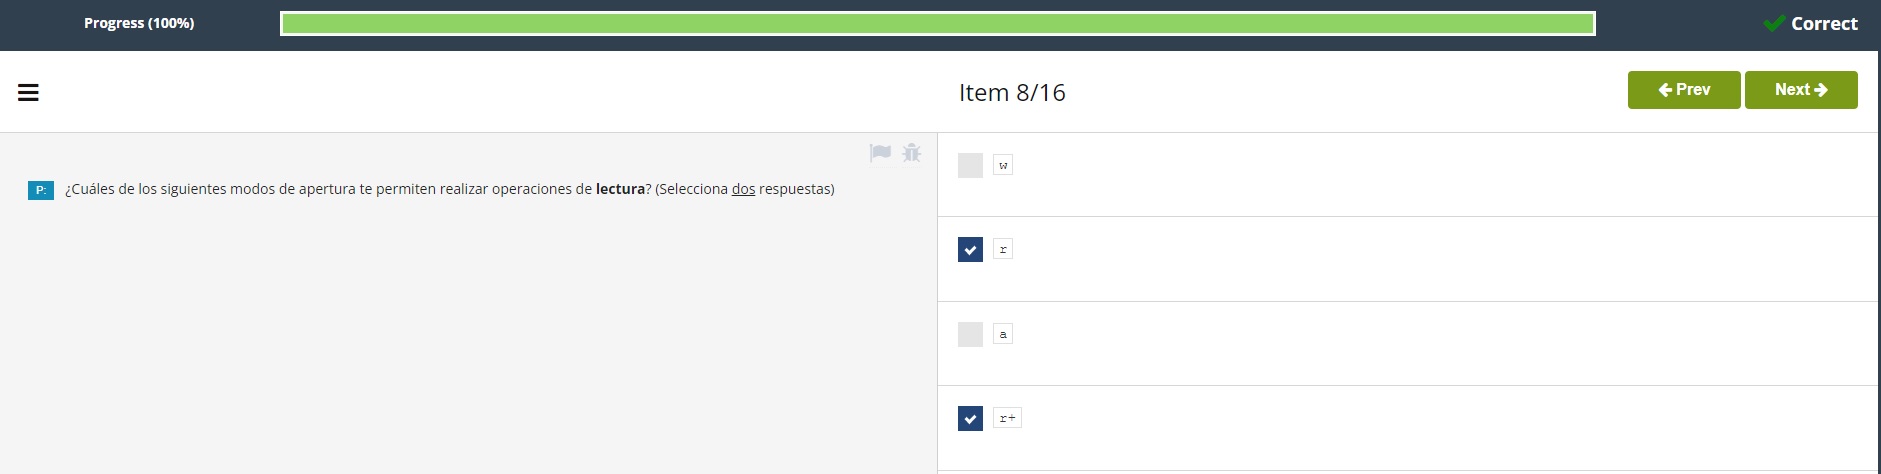 Progress (100%)
Correct
Item 8/16
Prev
Next
P: ¿Cuáles de los siguientes modos de apertura te permiten realizar operaciones de lectura? (Selecciona dos respuestas)
w
r
a
r+